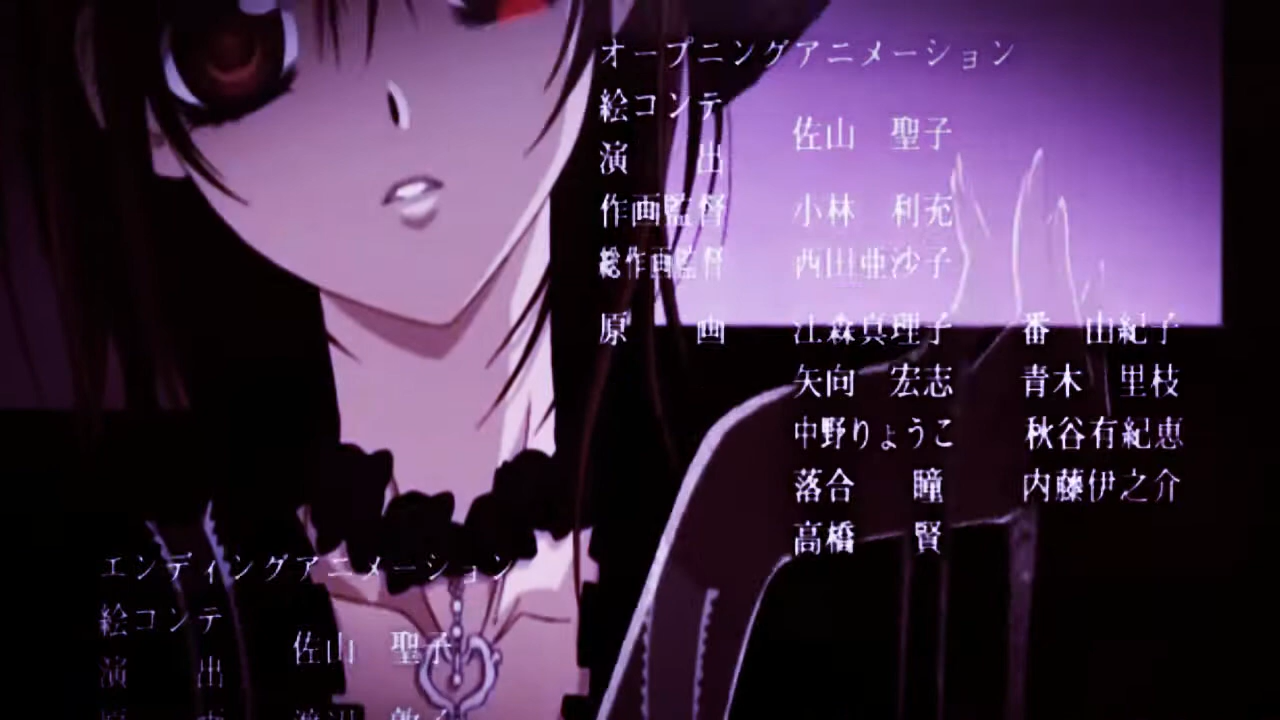 オープニングアニメーション
絵コンテ
演　出　佐山　聖子
作画監督　小林　利充
総作画監督　西田亜沙子
原　画　江森真理子　番　由紀子
矢向　宏志　青木　里枝
中野りょうこ　秋谷有紀恵
落合　瞳　内藤伊之介
高橋　賢
エンディングアニメーション
絵コンテ
演　出　佐山　聖子